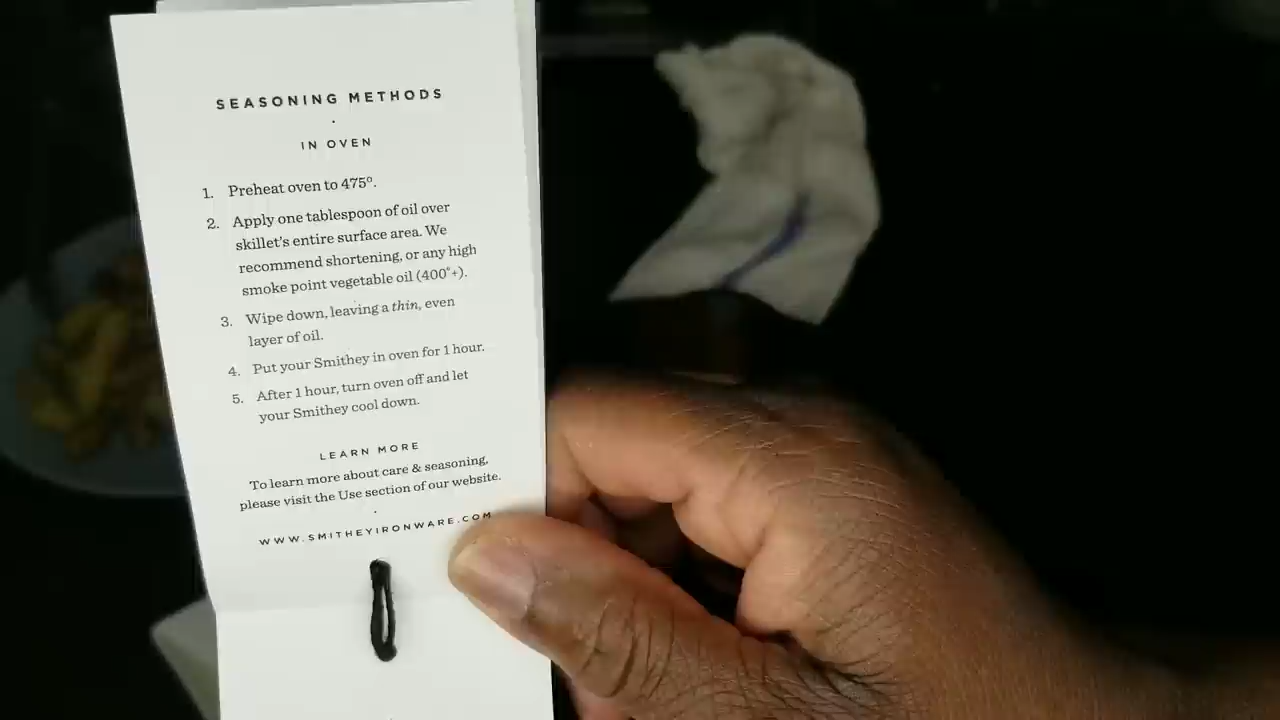 SEASONING METHODS
.
IN OVEN
1. Preheat oven to 475°.
2. Apply one tablespoon of oil over
skillet's entire surface area. We
recommend shortening, or any high
smoke point vegetable oil (400°+).
3. Wipe down, leaving a thin, even
layer of oil.
4. Put your Smithey in oven for 1 hour.
5. After 1 hour, turn oven off and let
your Smithey cool down.
LEARN MORE
To learn more about care & seasoning,
please visit the Use section of our website.
.
WWW.SMITHEYIRONWARE.COM